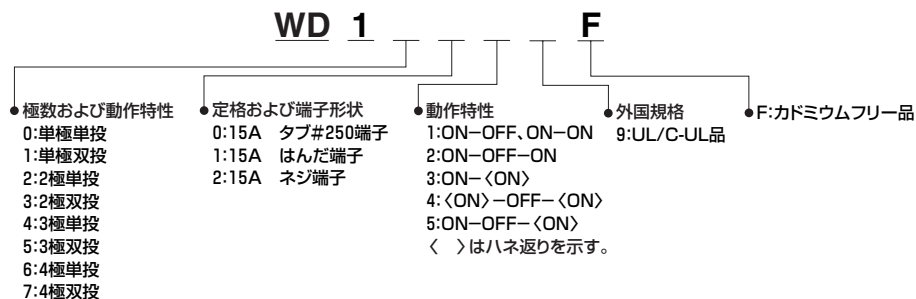 WD 1 F
極数および動作特性
0:単極単投
1:単極双投
2:2極単投
3:2極双投
4:3極単投
5:3極双投
6:4極単投
7:4極双投
定格および端子形状
0:15A タブ#250端子
1:15A はんだ端子
2:15A ネジ端子
動作特性
1:ON−OFF、ON−ON
2:ON−OFF−ON
3:ON−〈ON〉
4:〈ON〉−OFF−〈ON〉
5:ON−OFF−〈ON〉
〈 〉はハネ返りを示す。
外国規格
9:UL/C-UL品
F:カドミウムフリー品